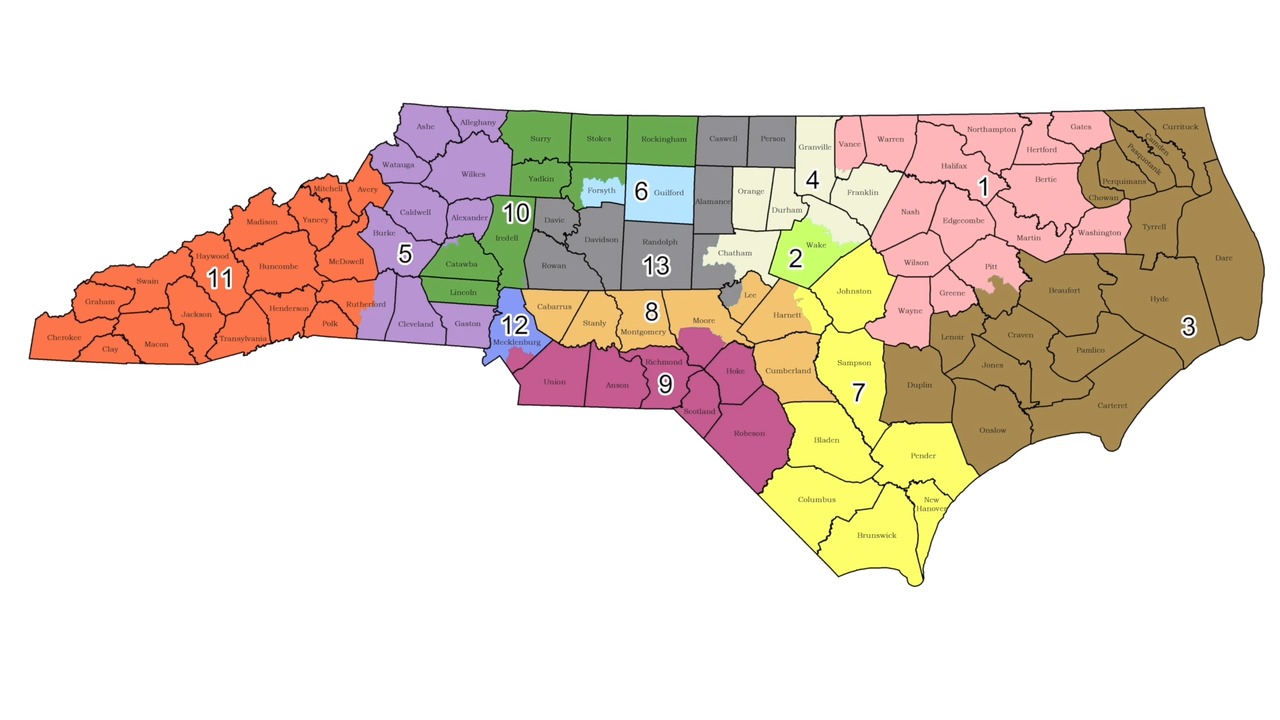 Ashe
Alleghany
Surry
Stokes
Rockingham
Caswell
Person
Granville
Vance
Warren
Northampton
Gates
Currituck
Camden
Pasquotank
Perquimans
Chowan
Hertford
Halifax
Bertie
Watauga
Wilkes
Yadkin
Forsyth
6
Guilford
Alamance
Orange
Durham
4
Franklin
1
Mitchell
Avery
Caldwell
Alexander
10
Iredell
Davie
Davidson
Randolph
13
Rowan
Chatham
2
Wake
Nash
Edgecombe
Martin
Washington
Tyrrell
Dare
Madison
Yancey
Burke
5
Catawba
Lincoln
Haywood
11
Buncombe
McDowell
Wilson
Pitt
Greene
Beaufort
Hyde
3
Swain
Graham
Jackson
Henderson
Rutherford
Polk
Transylvania
Cherokee
Clay
Macon
Cleveland
Gaston
12
Mecklenburg
Cabarrus
Stanly
8
Montgomery
Moore
Lee
Harnett
Johnston
Wayne
Lenoir
Craven
Pamlico
Jones
Carteret
Union
Anson
Richmond
9
Hoke
Scotland
Robeson
Cumberland
Sampson
7
Duplin
Onslow
Bladen
Pender
Columbus
New
Hanover
Brunswick